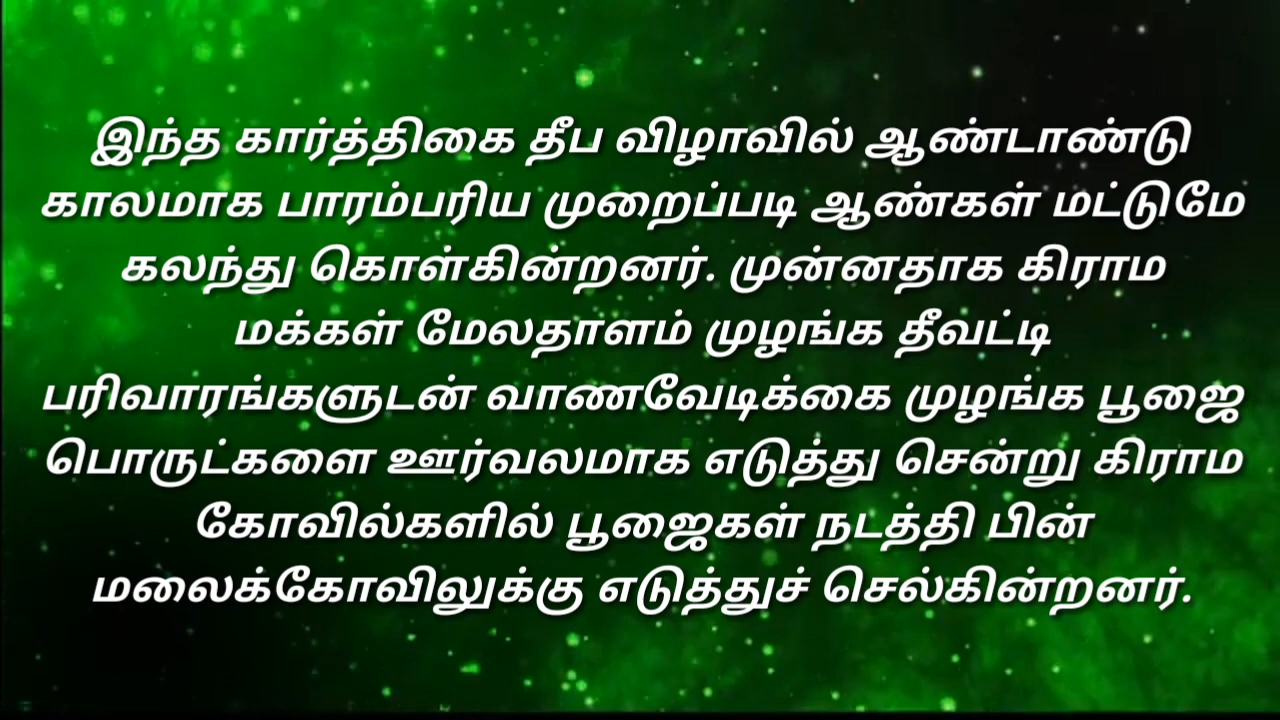 இந்த கார்த்திகை தீப விழாவில் ஆண்டாண்டு
காலமாக பாரம்பரிய முறைப்படி ஆண்கள் மட்டுமே
கலந்து கொள்கின்றனர். முன்னதாக கிராம
மக்கள் மேலதாளம் முழங்க தீவட்டி
பரிவாரங்களுடன் வாணவேடிக்கை முழங்க பூஜை
பொருட்களை ஊர்வலமாக எடுத்து சென்று கிராம
கோவில்களில் பூஜைகள் நடத்தி பின்
மலைக்கோவிலுக்கு எடுத்துச் செல்கின்றனர்.